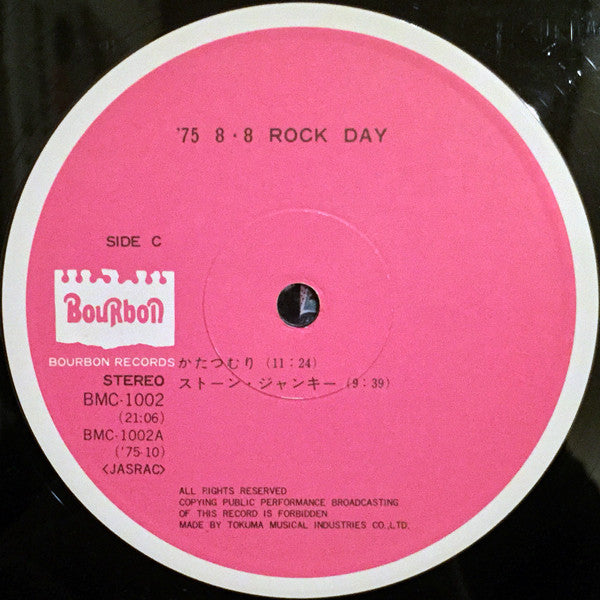 '75 8・8 ROCK DAY
SIDE C
BouRbon
BOURBON RECORDS
かたつむり (11:24)
STEREO
ストーン・ジャンキー (9:39)
BMC-1002
(21:06)
BMC-1002A
('75-10)
<JASRAC>
ALL RIGHTS RESERVED
COPYING PUBLIC PERFORMANCE BROADCASTING
OF THIS RECORD IS FORBIDDEN
MADE BY TOKUMA MUSICAL INDUSTRIES CO.,LTD.